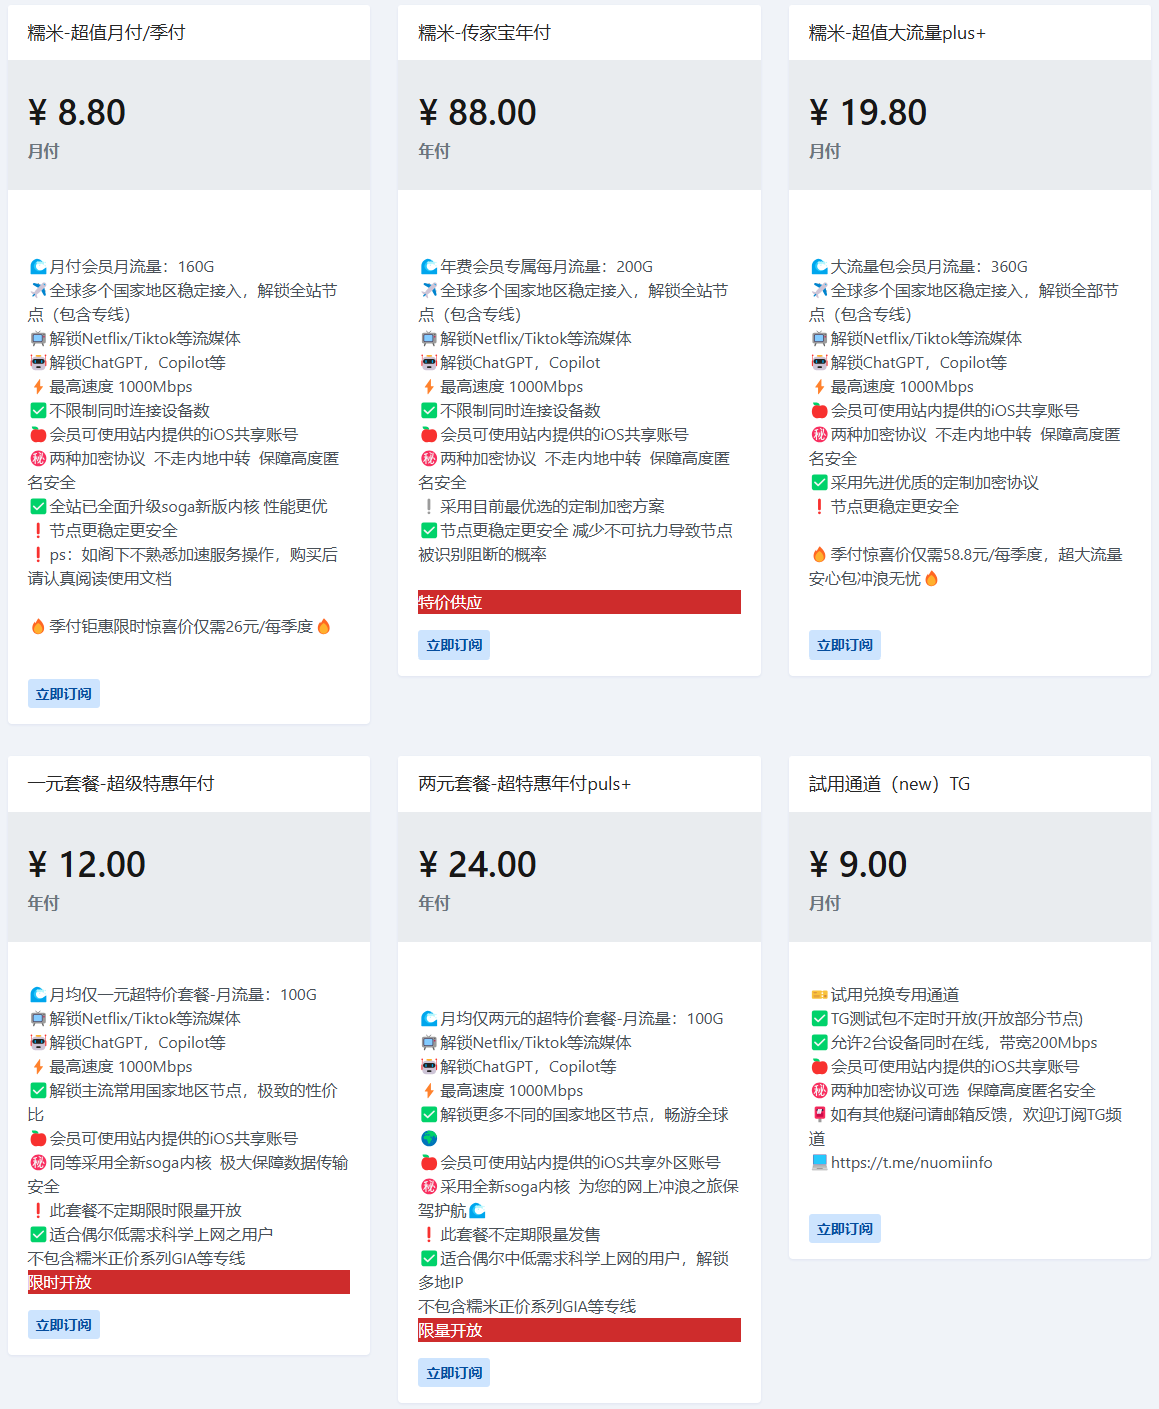 糯米-超值月付/季付
¥ 8.80
月付
🌊月付会员月流量：160G
✈️全球多个国家地区稳定接入，解锁全站节
点（包含专线）
📺解锁Netflix/Tiktok等流媒体
🤖解锁ChatGPT，Copilot等
⚡最高速度 1000Mbps
✅不限制同时连接设备数
🍎会员可使用站内提供的iOS共享账号
㊙️两种加密协议 不走内地中转 保障高度匿
名安全
✅全站已全面升级soga新版内核 性能更优
❗节点更稳定更安全
❗ps：如阁下不熟悉加速服务操作，购买后
请认真阅读使用文档
🔥季付钜惠限时惊喜价仅需26元/每季度🔥
立即订阅
糯米-传家宝年付
¥ 88.00
年付
🌊年费会员专属每月流量：200G
✈️全球多个国家地区稳定接入，解锁全站节
点（包含专线）
📺解锁Netflix/Tiktok等流媒体
🤖解锁ChatGPT，Copilot
⚡最高速度 1000Mbps
✅不限制同时连接设备数
🍎会员可使用站内提供的iOS共享账号
㊙️两种加密协议 不走内地中转 保障高度匿
名安全
❕采用目前最优选的定制加密方案
✅节点更稳定更安全 减少不可抗力导致节点
被识别阻断的概率
特价供应
立即订阅
糯米-超值大流量plus+
¥ 19.80
月付
🌊大流量包会员月流量：360G
✈️全球多个国家地区稳定接入，解锁全部节
点（包含专线）
📺解锁Netflix/Tiktok等流媒体
🤖解锁ChatGPT，Copilot等
⚡最高速度 1000Mbps
🍎会员可使用站内提供的iOS共享账号
㊙️两种加密协议 不走内地中转 保障高度匿
名安全
✅采用先进优质的定制加密协议
❗节点更稳定更安全
🔥季付惊喜价仅需58.8元/每季度，超大流量
安心包冲浪无忧🔥
立即订阅
一元套餐-超级特惠年付
¥ 12.00
年付
🌊月均仅一元超特价套餐-月流量：100G
📺解锁Netflix/Tiktok等流媒体
🤖解锁ChatGPT，Copilot等
⚡最高速度 1000Mbps
✅解锁主流常用国家地区节点，极致的性价
比
🍎会员可使用站内提供的iOS共享账号
㊙️同等采用全新soga内核 极大保障数据传输
安全
❗此套餐不定期限时限量开放
✅适合偶尔低需求科学上网之用户
不包含糯米正价系列GIA等专线
限时开放
立即订阅
两元套餐-超特惠年付puls+
¥ 24.00
年付
🌊月均仅两元的超特价套餐-月流量：100G
📺解锁Netflix/Tiktok等流媒体
🤖解锁ChatGPT，Copilot等
⚡最高速度 1000Mbps
✅解锁更多不同的国家地区节点，畅游全球
🌍
🍎会员可使用站内提供的iOS共享外区账号
㊙️采用全新soga内核 为您的网上冲浪之旅保
驾护航🌊
❗此套餐不定期限量发售
✅适合偶尔中低需求科学上网的用户，解锁
多地IP
不包含糯米正价系列GIA等专线
限量开放
立即订阅
試用通道（new）TG
¥ 9.00
月付
🎫试用兑换专用通道
✅TG测试包不定时开放(开放部分节点)
✅允许2台设备同时在线，带宽200Mbps
🍎会员可使用站内提供的iOS共享账号
㊙️两种加密协议可选 保障高度匿名安全
📮如有其他疑问请邮箱反馈，欢迎订阅TG频
道
💻https://t.me/nuomiinfo
立即订阅